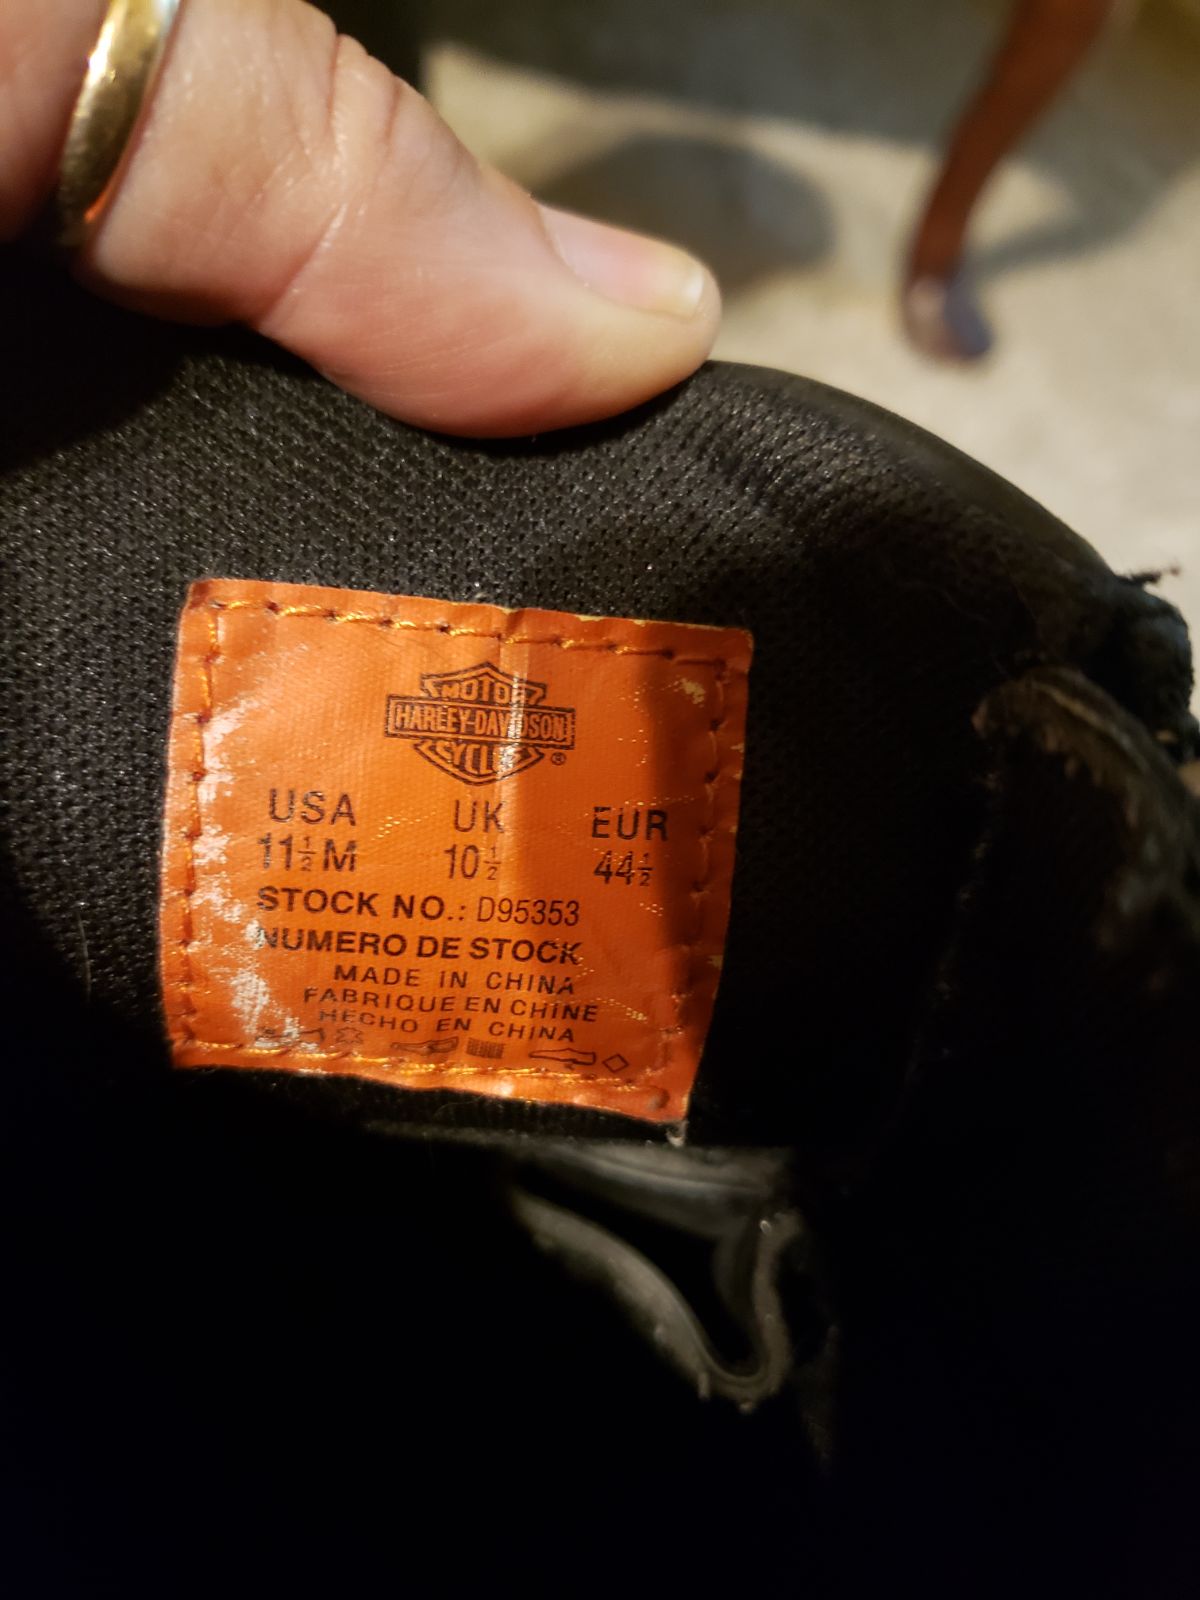 MOTOR
HARLEY-DAVIDSON
CYCLES
®
USA UK EUR
11½M 10½ 44½
STOCK NO.: D95353
NUMERO DE STOCK
MADE IN CHINA
FABRIQUE EN CHINE
HECHO EN CHINA